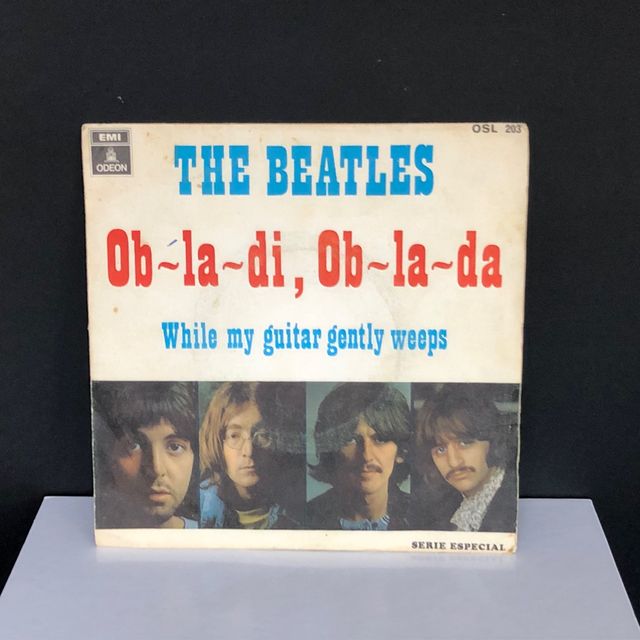 EMI
ODEON
OSL 203
THE BEATLES
Ob~la~di, Ob~la~da
While my guitar gently weeps
SERIE ESPECIAL